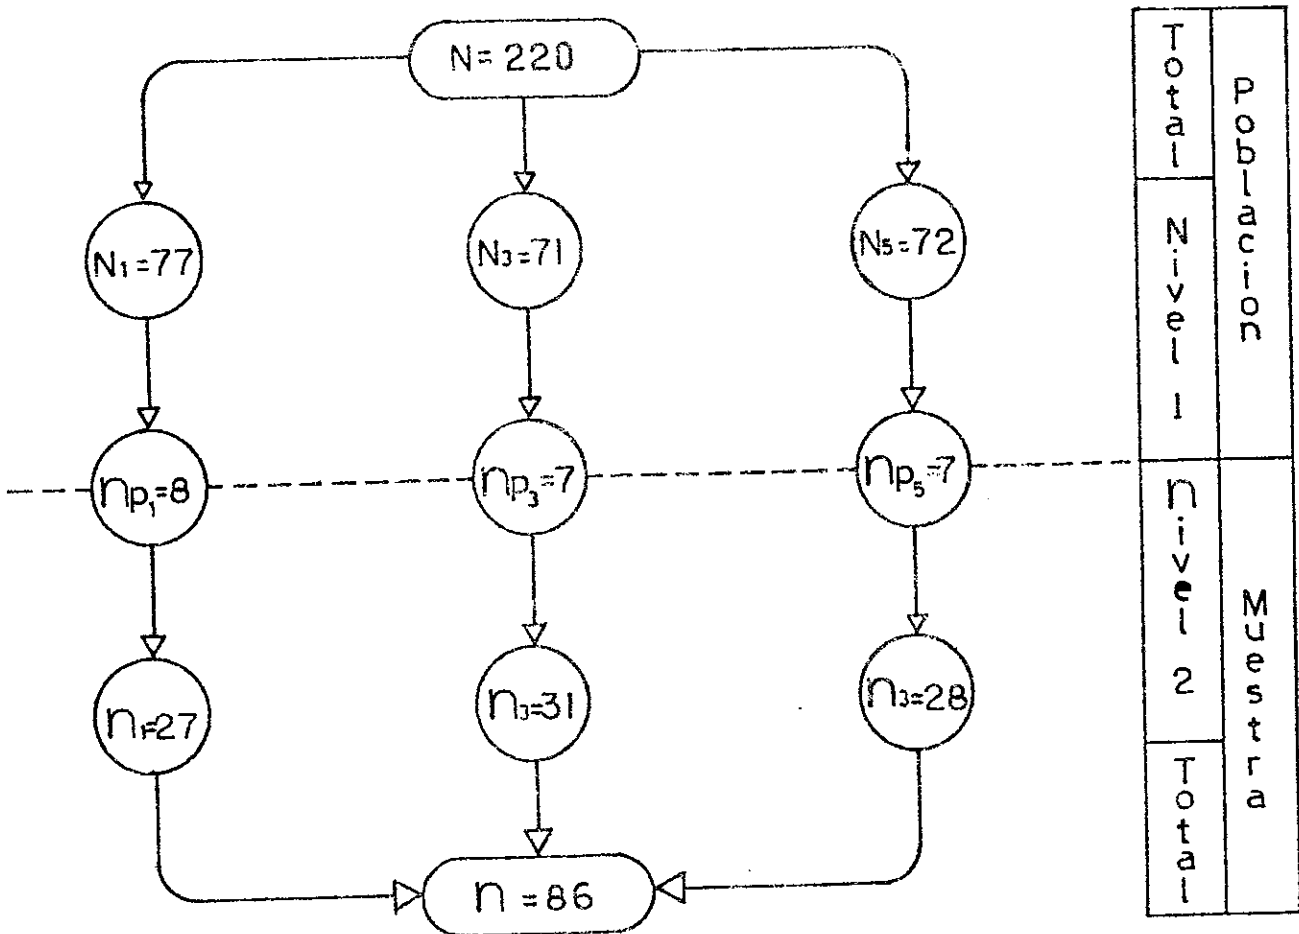 N = 220
N1 = 77
N3 = 71
N5 = 72
np1 = 8
np3 = 7
np5 = 7
n1 = 27
n3 = 31
n3 = 28
n = 86
Total
Nivel 1
nivel 2
Total
Poblacion
Muestra